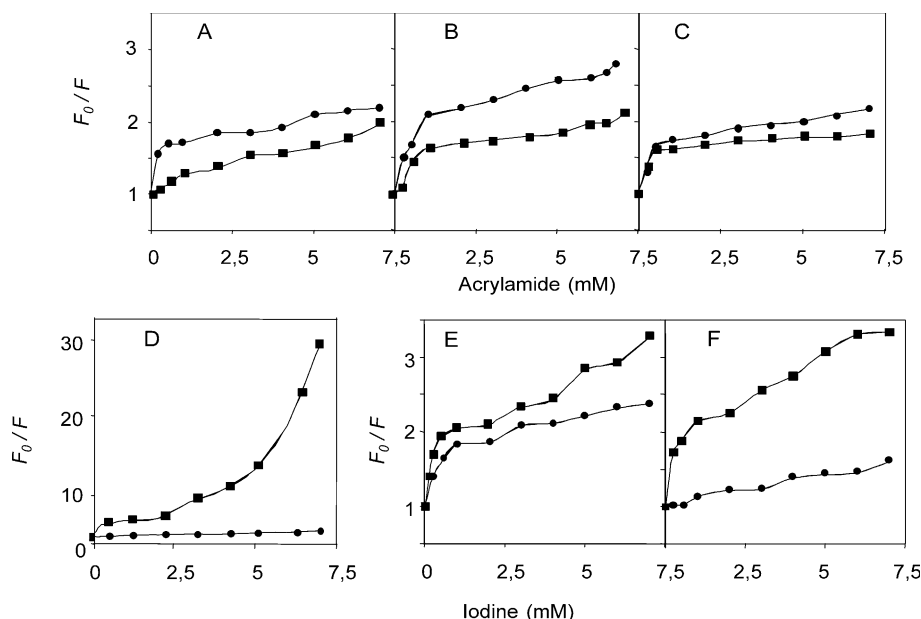 A B C
3
2
1
F0 / F
0 2,5 5 7,5 2,5 5 7,5 2,5 5 7,5
Acrylamide (mM)
D E F
30
20
10
0
F0 / F
3
2
1
F0 / F
0 2,5 5 7,5 0 2,5 5 7,5 2,5 5 7,5
Iodine (mM)